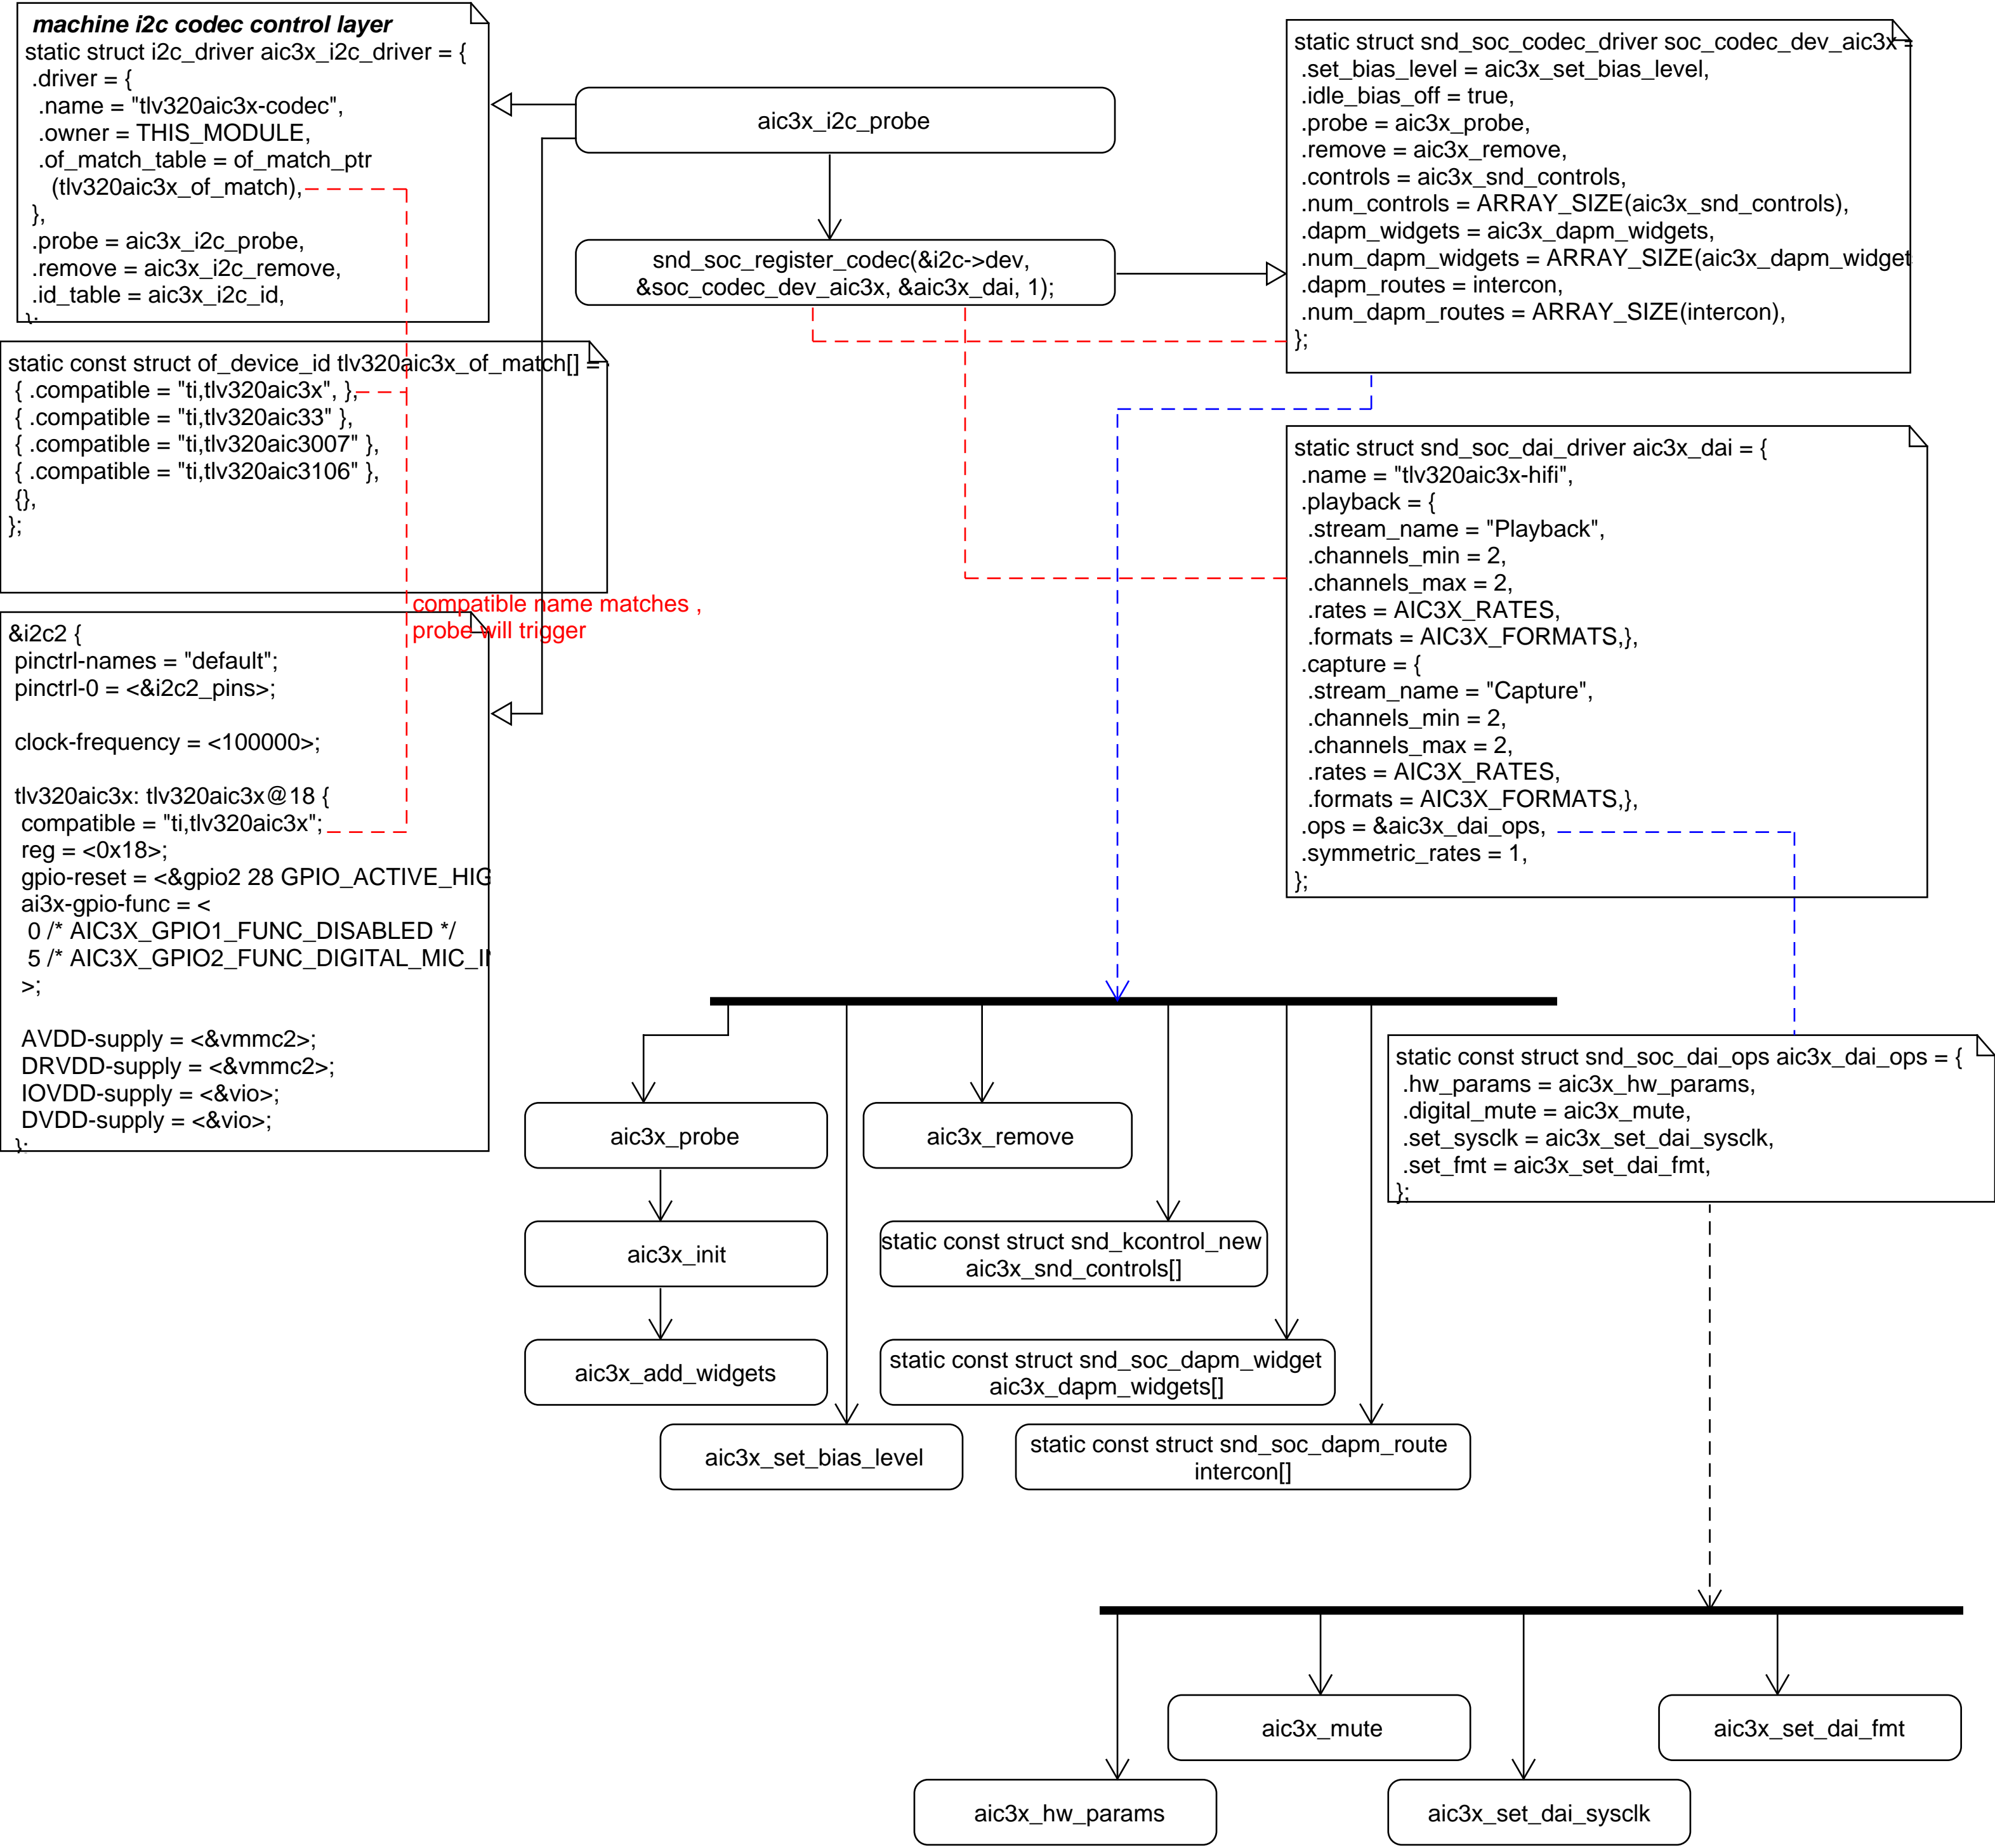 machine i2c codec control layer
static struct i2c_driver aic3x_i2c_driver = {
.driver = {
.name = "tlv320aic3x-codec",
.owner = THIS_MODULE,
.of_match_table = of_match_ptr
(tlv320aic3x_of_match),
},
.probe = aic3x_i2c_probe,
.remove = aic3x_i2c_remove,
.id_table = aic3x_i2c_id,
};
static const struct of_device_id tlv320aic3x_of_match[] =
{ .compatible = "ti,tlv320aic3x", },
{ .compatible = "ti,tlv320aic33" },
{ .compatible = "ti,tlv320aic3007" },
{ .compatible = "ti,tlv320aic3106" },
{},
};
compatible name matches ,
probe will trigger
&i2c2 {
pinctrl-names = "default";
pinctrl-0 = <&i2c2_pins>;
clock-frequency = <100000>;
tlv320aic3x: tlv320aic3x@18 {
compatible = "ti,tlv320aic3x";
reg = <0x18>;
gpio-reset = <&gpio2 28 GPIO_ACTIVE_HIG
ai3x-gpio-func = <
0 /* AIC3X_GPIO1_FUNC_DISABLED */
5 /* AIC3X_GPIO2_FUNC_DIGITAL_MIC_I
>;
AVDD-supply = <&vmmc2>;
DRVDD-supply = <&vmmc2>;
IOVDD-supply = <&vio>;
DVDD-supply = <&vio>;
};
aic3x_i2c_probe
snd_soc_register_codec(&i2c->dev,
&soc_codec_dev_aic3x, &aic3x_dai, 1);
static struct snd_soc_codec_driver soc_codec_dev_aic3x =
.set_bias_level = aic3x_set_bias_level,
.idle_bias_off = true,
.probe = aic3x_probe,
.remove = aic3x_remove,
.controls = aic3x_snd_controls,
.num_controls = ARRAY_SIZE(aic3x_snd_controls),
.dapm_widgets = aic3x_dapm_widgets,
.num_dapm_widgets = ARRAY_SIZE(aic3x_dapm_widget
.dapm_routes = intercon,
.num_dapm_routes = ARRAY_SIZE(intercon),
};
static struct snd_soc_dai_driver aic3x_dai = {
.name = "tlv320aic3x-hifi",
.playback = {
.stream_name = "Playback",
.channels_min = 2,
.channels_max = 2,
.rates = AIC3X_RATES,
.formats = AIC3X_FORMATS,},
.capture = {
.stream_name = "Capture",
.channels_min = 2,
.channels_max = 2,
.rates = AIC3X_RATES,
.formats = AIC3X_FORMATS,},
.ops = &aic3x_dai_ops,
.symmetric_rates = 1,
};
static const struct snd_soc_dai_ops aic3x_dai_ops = {
.hw_params = aic3x_hw_params,
.digital_mute = aic3x_mute,
.set_sysclk = aic3x_set_dai_sysclk,
.set_fmt = aic3x_set_dai_fmt,
};
aic3x_probe
aic3x_remove
aic3x_init
static const struct snd_kcontrol_new
aic3x_snd_controls[]
aic3x_add_widgets
static const struct snd_soc_dapm_widget
aic3x_dapm_widgets[]
aic3x_set_bias_level
static const struct snd_soc_dapm_route
intercon[]
aic3x_mute
aic3x_set_dai_fmt
aic3x_hw_params
aic3x_set_dai_sysclk